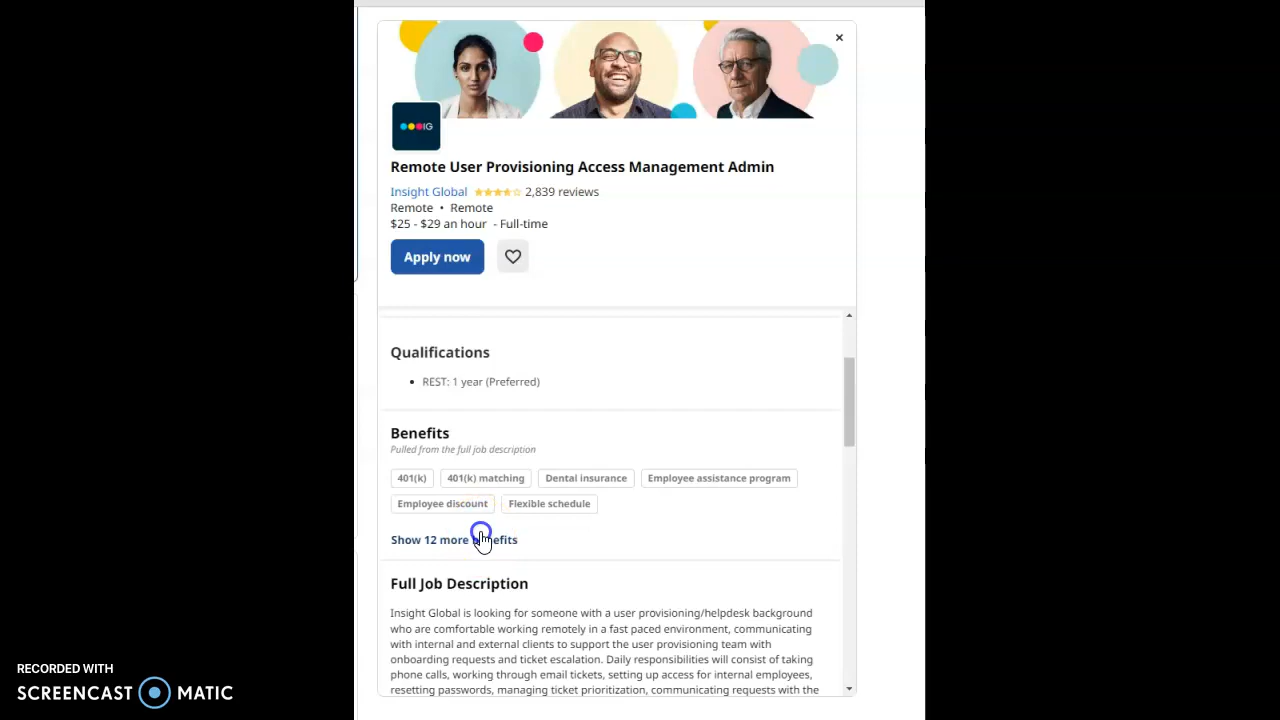 IG
×
Remote User Provisioning Access Management Admin
Insight Global 2,839 reviews
Remote • Remote
$25 - $29 an hour - Full-time
Apply now
Qualifications
• REST: 1 year (Preferred)
Benefits
Pulled from the full job description
401(k) 401(k) matching Dental insurance Employee assistance program
Employee discount Flexible schedule
Show 12 more benefits
Full Job Description
Insight Global is looking for someone with a user provisioning/helpdesk background
who are comfortable working remotely in a fast paced environment, communicating
with internal and external clients to support the user provisioning team with
onboarding requests and ticket escalation. Daily responsibilities will consist of taking
phone calls, working through email tickets, setting up access for internal employees,
resetting passwords, managing ticket prioritization, communicating requests with the
RECORDED WITH
SCREENCAST MATIC